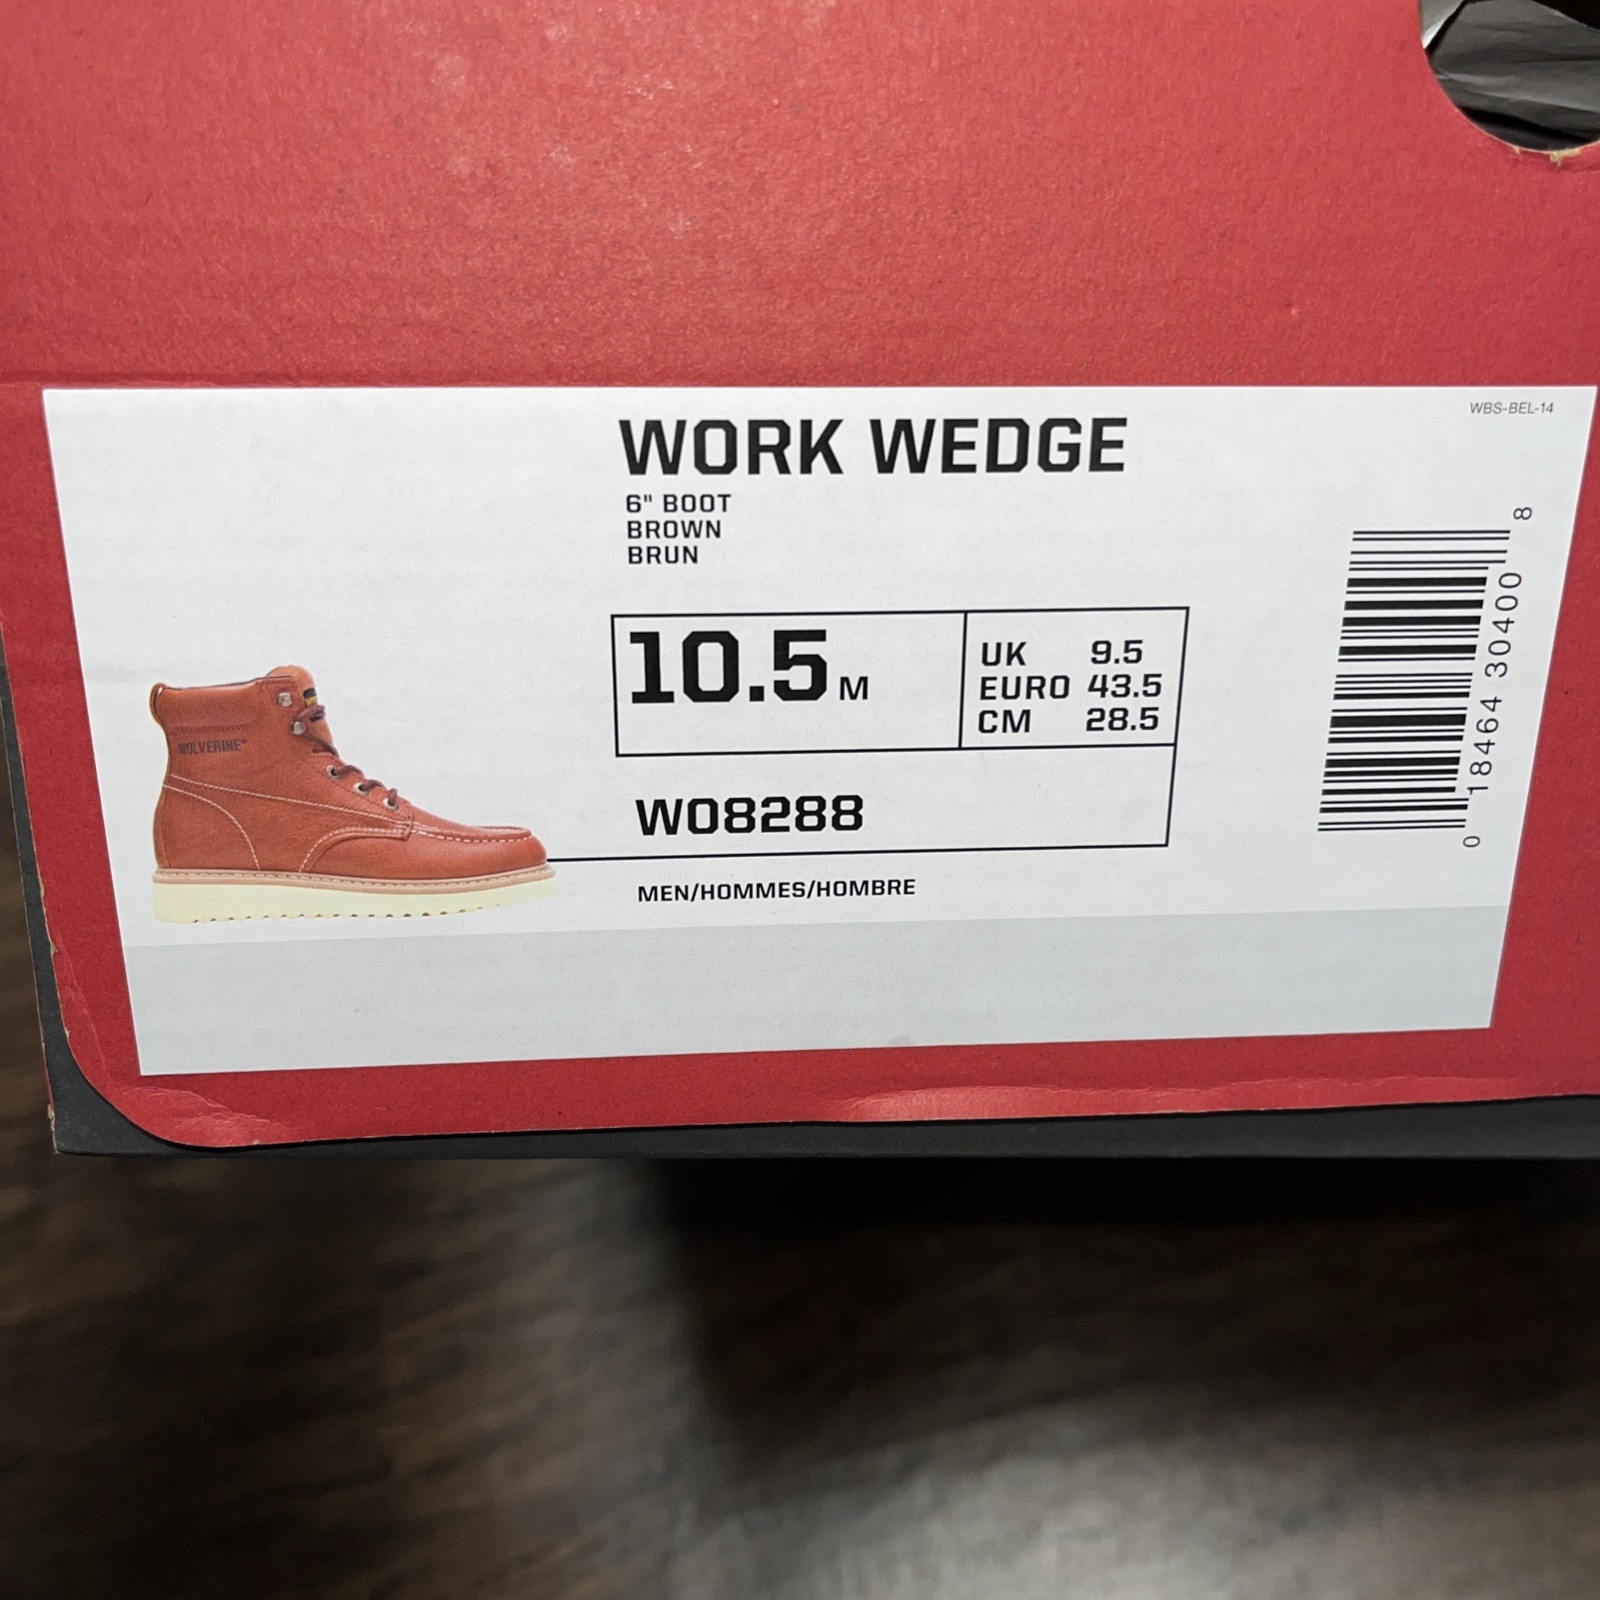 WBS-BEL-14
WORK WEDGE
6" BOOT
BROWN
BRUN
10.5 M
UK 9.5
EURO 43.5
CM 28.5
W08288
MEN/HOMMES/HOMBRE
WOLVERINE
0 18464 30400 8